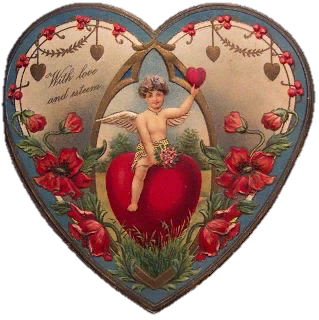 With love
and esteem.